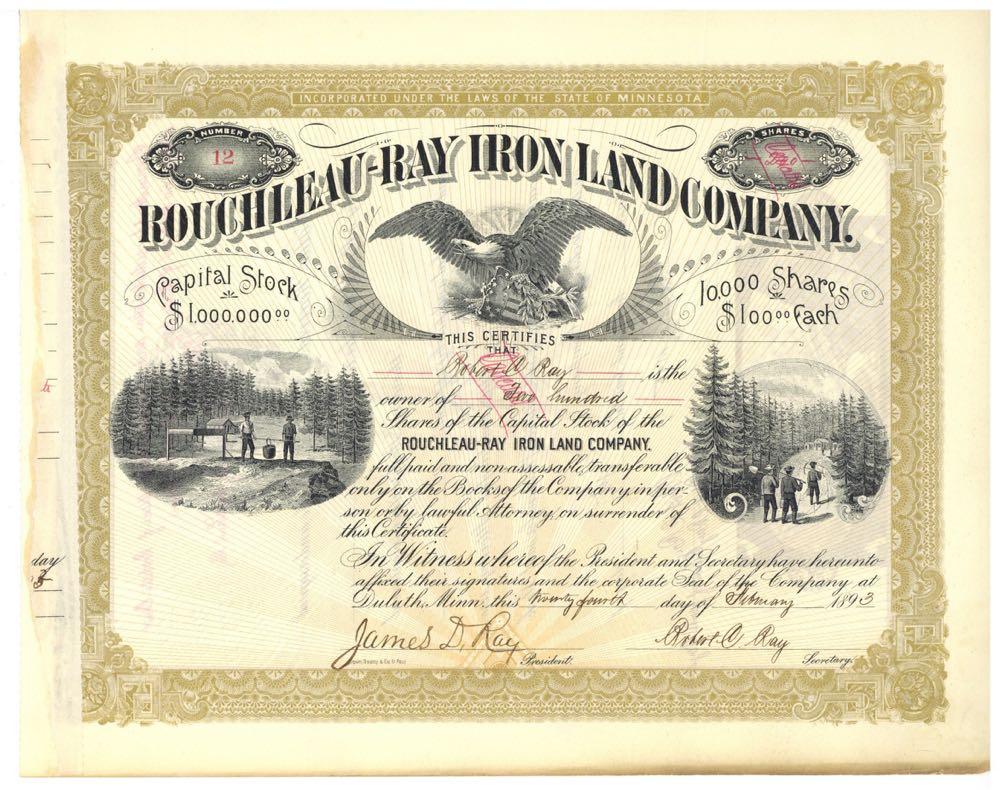 INCORPORATED UNDER THE LAWS OF THE STATE OF MINNESOTA
NUMBER
12
SHARES
ROUCHLEAU-RAY IRON LAND COMPANY.
Capital Stock
$1,000,000⁰⁰
10,000 Shares
$100⁰⁰ Each
THIS CERTIFIES
THAT
Robert C Ray is the
owner of Two hundred
Shares of the Capital Stock of the
ROUCHLEAU-RAY IRON LAND COMPANY.
full paid and non-assessable, transferable
only on the Books of the Company, in per-
son or by lawful Attorney, on surrender of
this Certificate.
In Witness whereof the President and Secretary have hereunto
affixed their signatures and the corporate Seal of the Company at
Duluth, Minn. this twenty fourth day of February 1893
James D. Ray
Robert C. Ray
President.
Secretary.
day
3